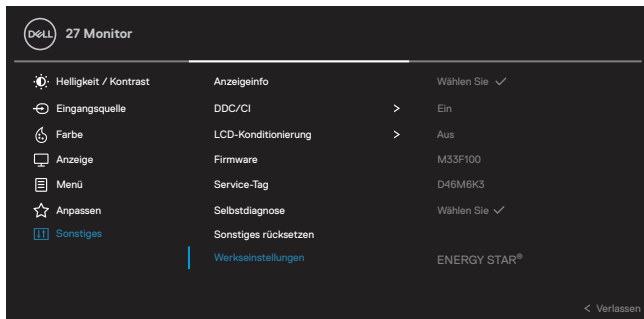 DELL 27 Monitor
Helligkeit / Kontrast Anzeigeinfo Wählen Sie ✓
Eingangsquelle DDC/CI > Ein
Farbe LCD-Konditionierung > Aus
Anzeige Firmware M33F100
Menü Service-Tag D46M6K3
Anpassen Selbstdiagnose Wählen Sie ✓
Sonstiges Sonstiges rücksetzen
Werkseinstellungen ENERGY STAR®
< Verlassen